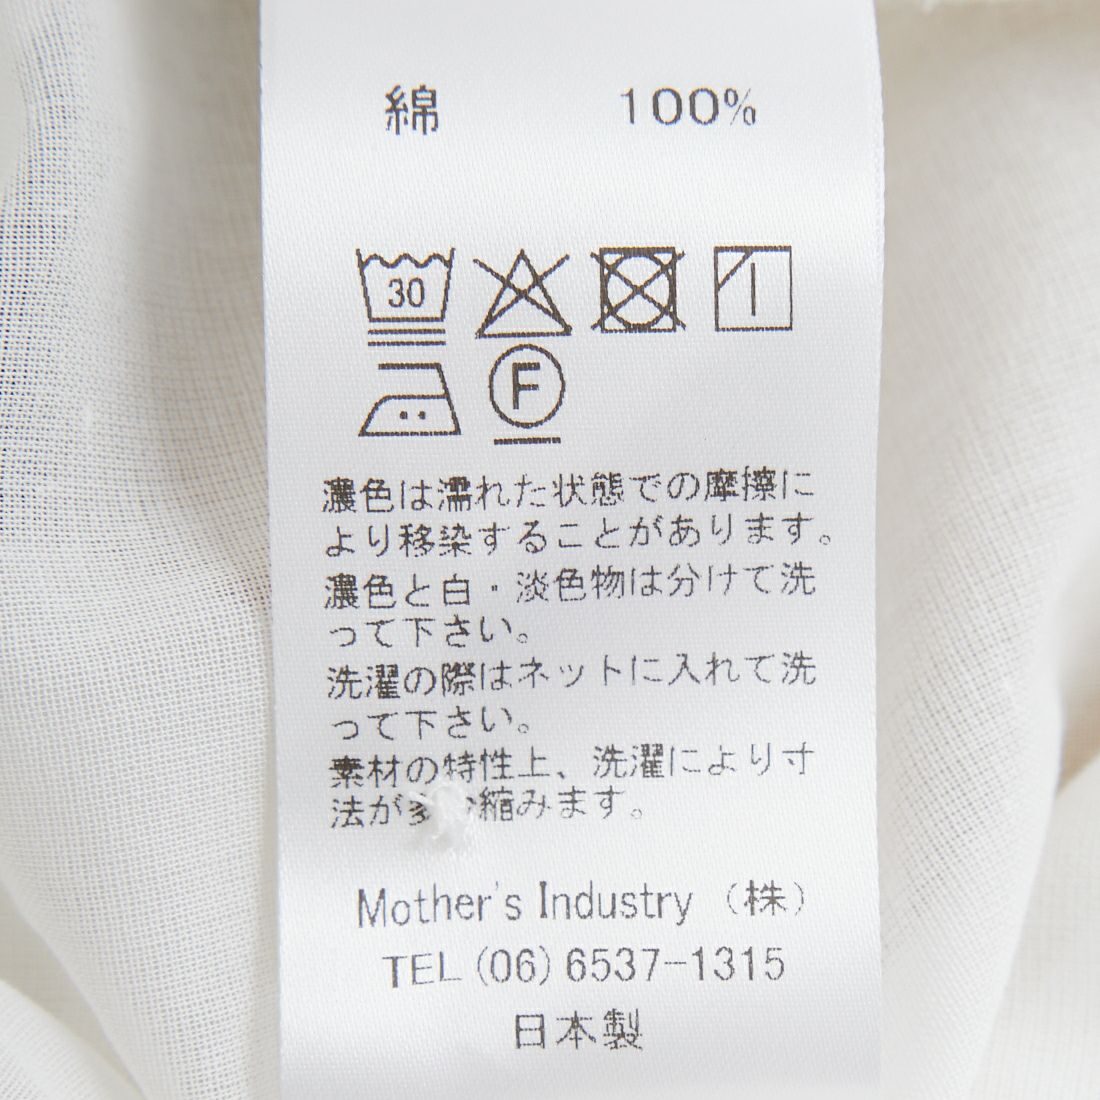 綿 100%
30
F
濃色は濡れた状態での摩擦に
より移染することがあります。
濃色と白・淡色物は分けて洗
って下さい。
洗濯の際はネットに入れて洗
って下さい。
素材の特性上、洗濯により寸
法が多 縮みます。
Mother's Industry (株)
TEL(06)6537-1315
日本製